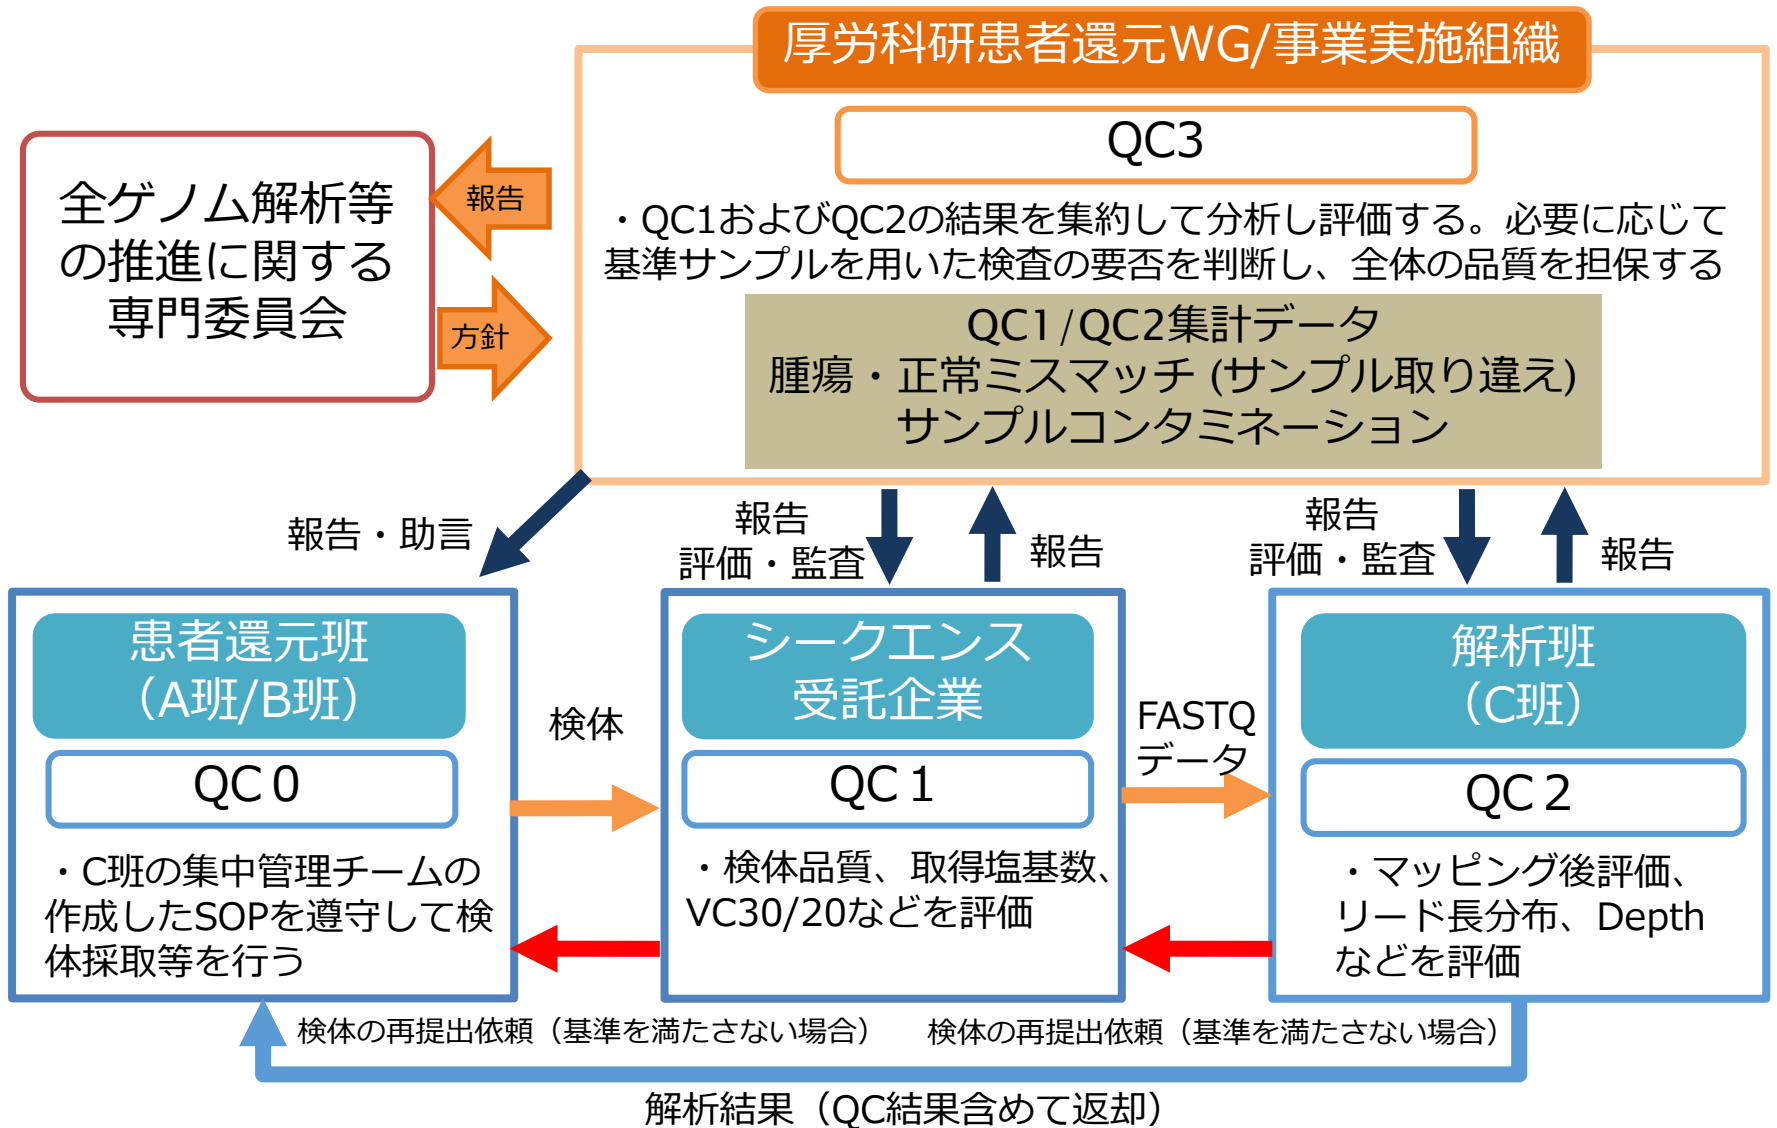 厚労科研患者還元WG/事業実施組織
QC3
・QC1およびQC2の結果を集約して分析し評価する。必要に応じて
基準サンプルを用いた検査の要否を判断し、全体の品質を担保する
QC1/QC2集計データ
腫瘍・正常ミスマッチ (サンプル取り違え)
サンプルコンタミネーション
全ゲノム解析等
の推進に関する
専門委員会
報告
方針
報告・助言
報告
評価・監査
報告
報告
評価・監査
報告
患者還元班
（A班/B班）
QC０
・C班の集中管理チームの
作成したSOPを遵守して検
体採取等を行う
検体
シークエンス
受託企業
QC１
・検体品質、取得塩基数、
VC30/20などを評価
FASTQ
データ
解析班
（C班）
QC２
・マッピング後評価、
リード長分布、Depth
などを評価
検体の再提出依頼（基準を満たさない場合）
検体の再提出依頼（基準を満たさない場合）
解析結果（QC結果含めて返却）